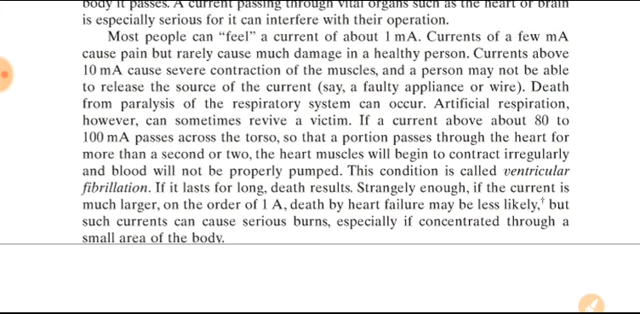 body it passes. A current passing through vital organs such as the heart or brain
is especially serious for it can interfere with their operation.
Most people can “feel” a current of about 1 mA. Currents of a few mA
cause pain but rarely cause much damage in a healthy person. Currents above
10 mA cause severe contraction of the muscles, and a person may not be able
to release the source of the current (say, a faulty appliance or wire). Death
from paralysis of the respiratory system can occur. Artificial respiration,
however, can sometimes revive a victim. If a current above about 80 to
100 mA passes across the torso, so that a portion passes through the heart for
more than a second or two, the heart muscles will begin to contract irregularly
and blood will not be properly pumped. This condition is called ventricular
fibrillation. If it lasts for long, death results. Strangely enough, if the current is
much larger, on the order of 1 A, death by heart failure may be less likely,† but
such currents can cause serious burns, especially if concentrated through a
small area of the body.